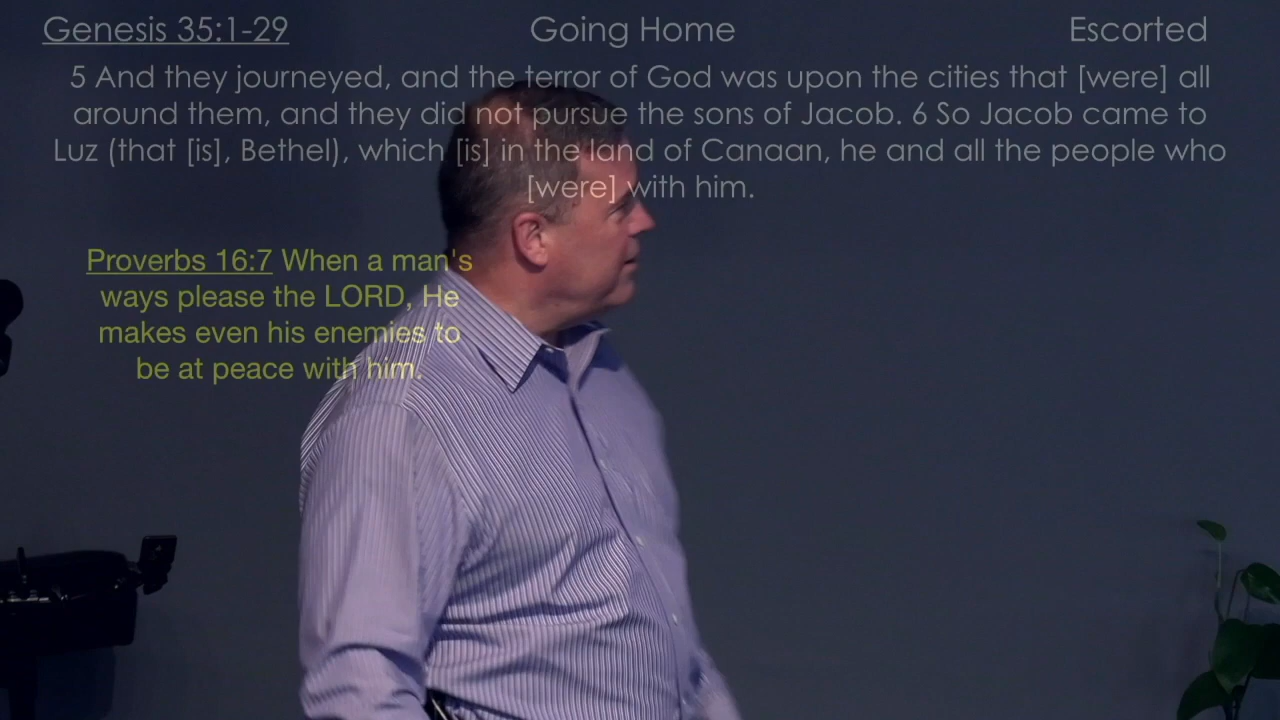 Genesis 35:1-29 Going Home Escorted
5 And they journeyed, and the terror of God was upon the cities that [were] all
around them, and they did not pursue the sons of Jacob. 6 So Jacob came to
Luz (that [is], Bethel), which [is] in the land of Canaan, he and all the people who
[were] with him.
Proverbs 16:7 When a man's
ways please the LORD, He
makes even his enemies to
be at peace with him.